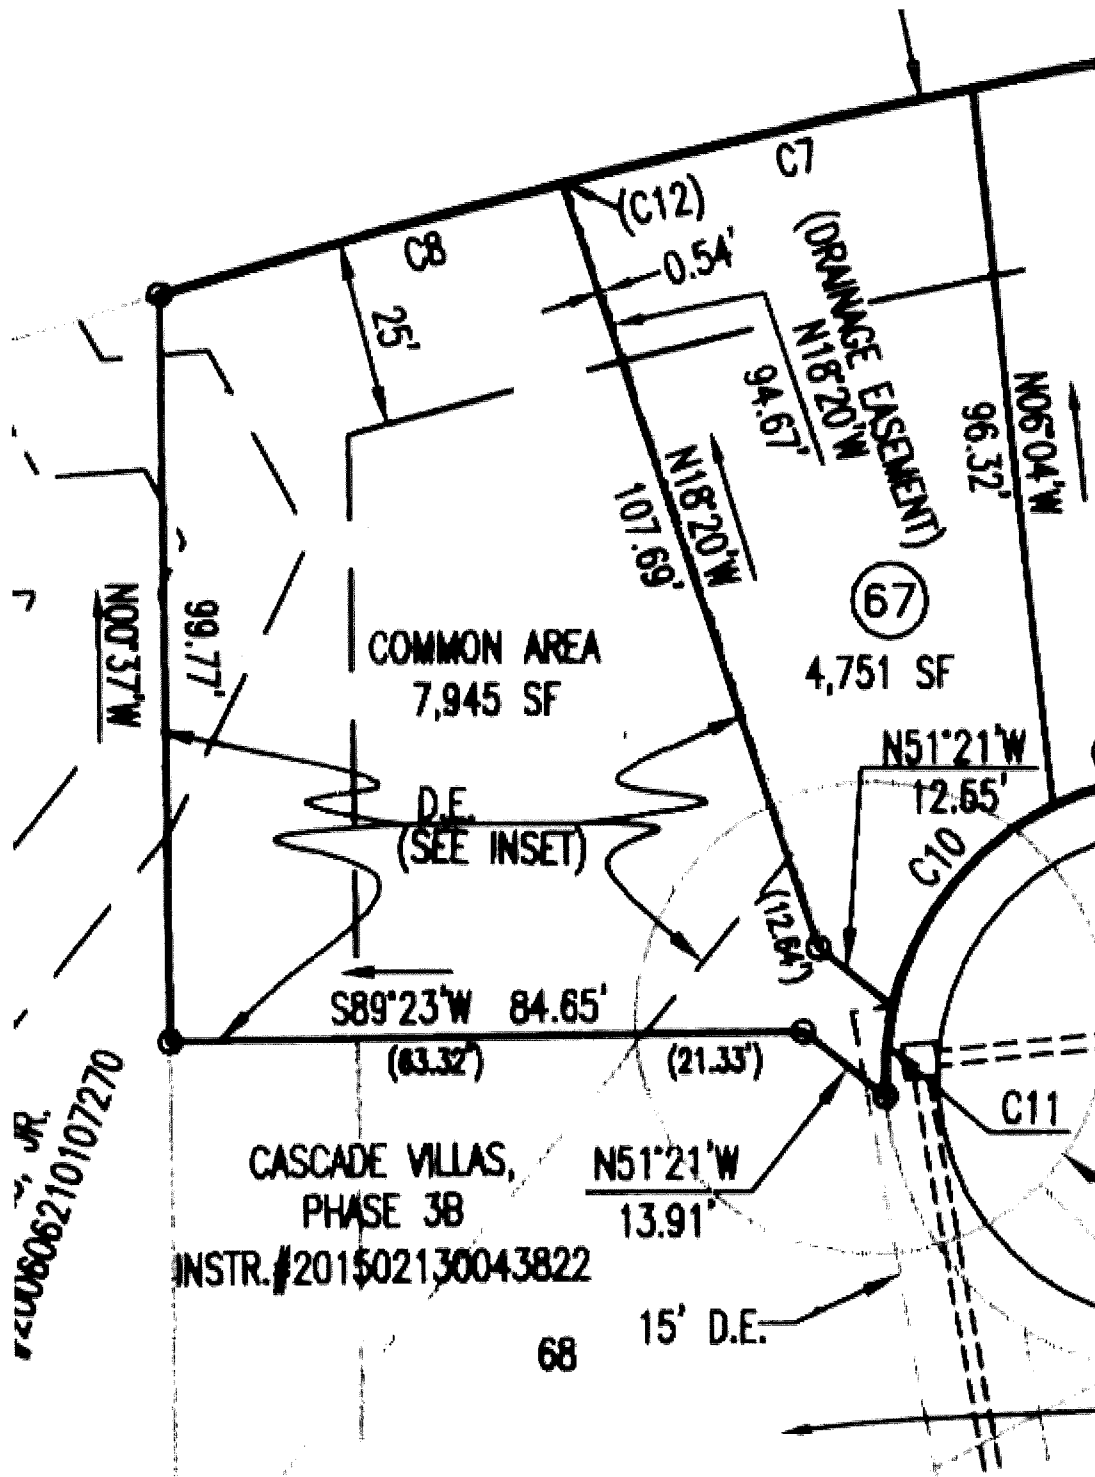 C7
(C12)
C8
0.54'
25'
(DRAINAGE EASEMENT)
N18°20'W
94.67'
N06°04'W
96.32'
N18°20'W
107.69'
67
4,751 SF
N00°37'W
99.77'
COMMON AREA
7,945 SF
N51°21'W
12.65'
D.E.
(SEE INSET)
C10
(12.64')
S89°23'W 84.65'
(63.32')
(21.33')
C11
JR.
20060621010727​0
CASCADE VILLAS,
PHASE 3B
INSTR.#201502130043822
N51°21'W
13.91'
15' D.E.
68